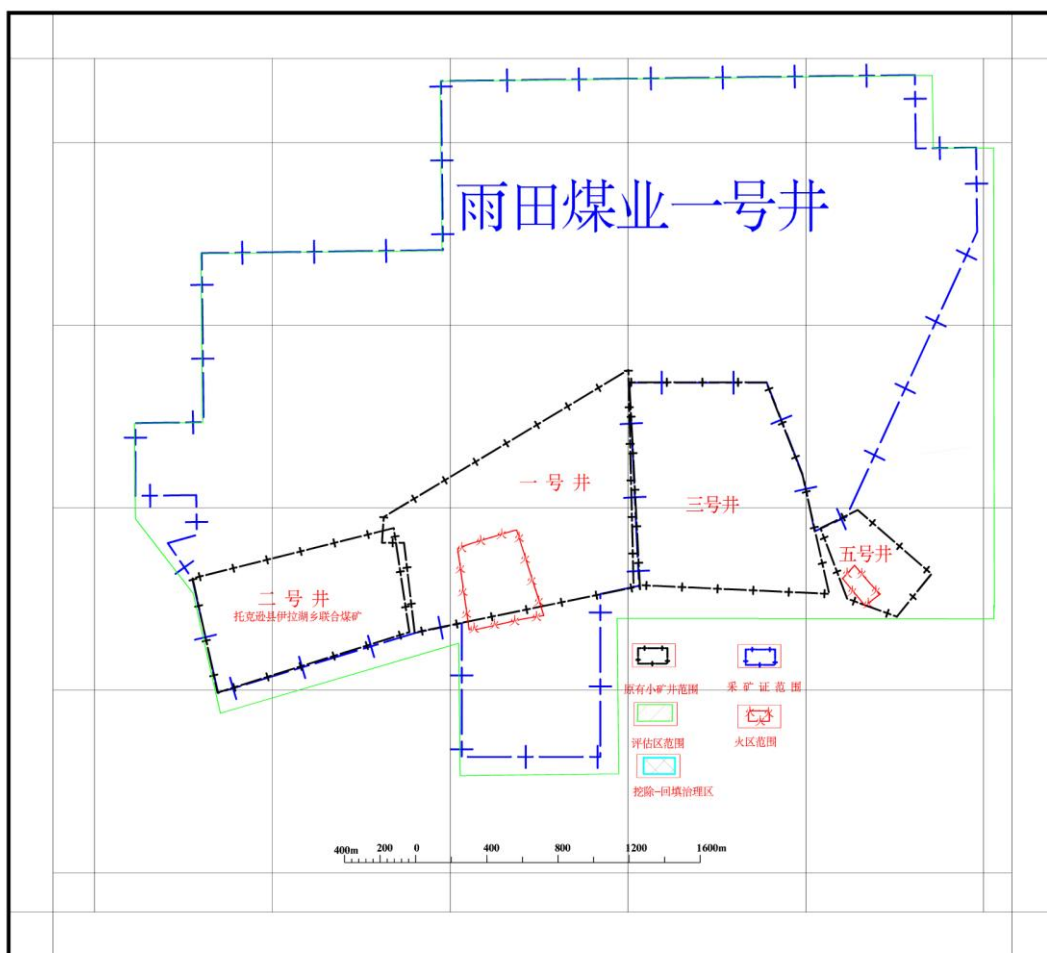 雨田煤业一号井
一号井
三号井
五号井
二号井
托克逊县伊拉湖乡联合煤矿
原有小矿井范围
采矿证范围
评估区范围
火区范围
挖除-回填治理区
400m 200 0 400 800 1200 1600m